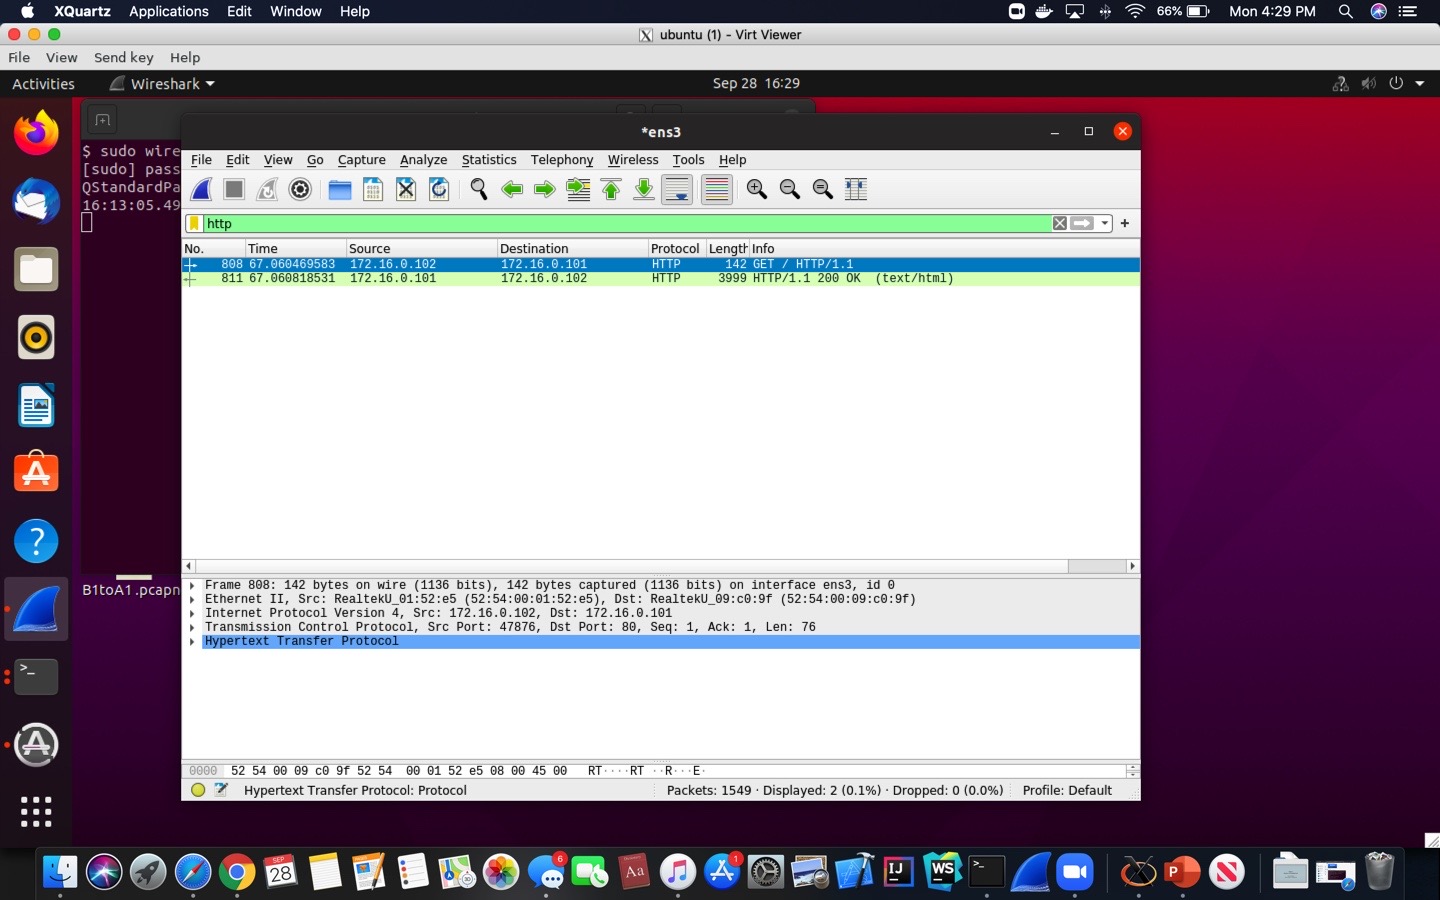 XQuartz Applications Edit Window Help 66% Mon 4:29 PM
ubuntu (1) - Virt Viewer
File View Send key Help
Activities Wireshark Sep 28 16:29
*ens3
$ sudo wire
[sudo] pass
QStandardPa
16:13:05.49
File Edit View Go Capture Analyze Statistics Telephony Wireless Tools Help
http
No. Time Source Destination Protocol Length Info
808 67.060469583 172.16.0.102 172.16.0.101 HTTP 142 GET / HTTP/1.1
811 67.060818531 172.16.0.101 172.16.0.102 HTTP 3999 HTTP/1.1 200 OK (text/html)
B1toA1.pcapn
Frame 808: 142 bytes on wire (1136 bits), 142 bytes captured (1136 bits) on interface ens3, id 0
Ethernet II, Src: RealtekU_01:52:e5 (52:54:00:01:52:e5), Dst: RealtekU_09:c0:9f (52:54:00:09:c0:9f)
Internet Protocol Version 4, Src: 172.16.0.102, Dst: 172.16.0.101
Transmission Control Protocol, Src Port: 47876, Dst Port: 80, Seq: 1, Ack: 1, Len: 76
Hypertext Transfer Protocol
0000 52 54 00 09 c0 9f 52 54 00 01 52 e5 08 00 45 00 RT····RT ··R···E·
Hypertext Transfer Protocol: Protocol Packets: 1549 · Displayed: 2 (0.1%) · Dropped: 0 (0.0%) Profile: Default
SEP
28
6
Aa
1
IJ
WS
>_
P